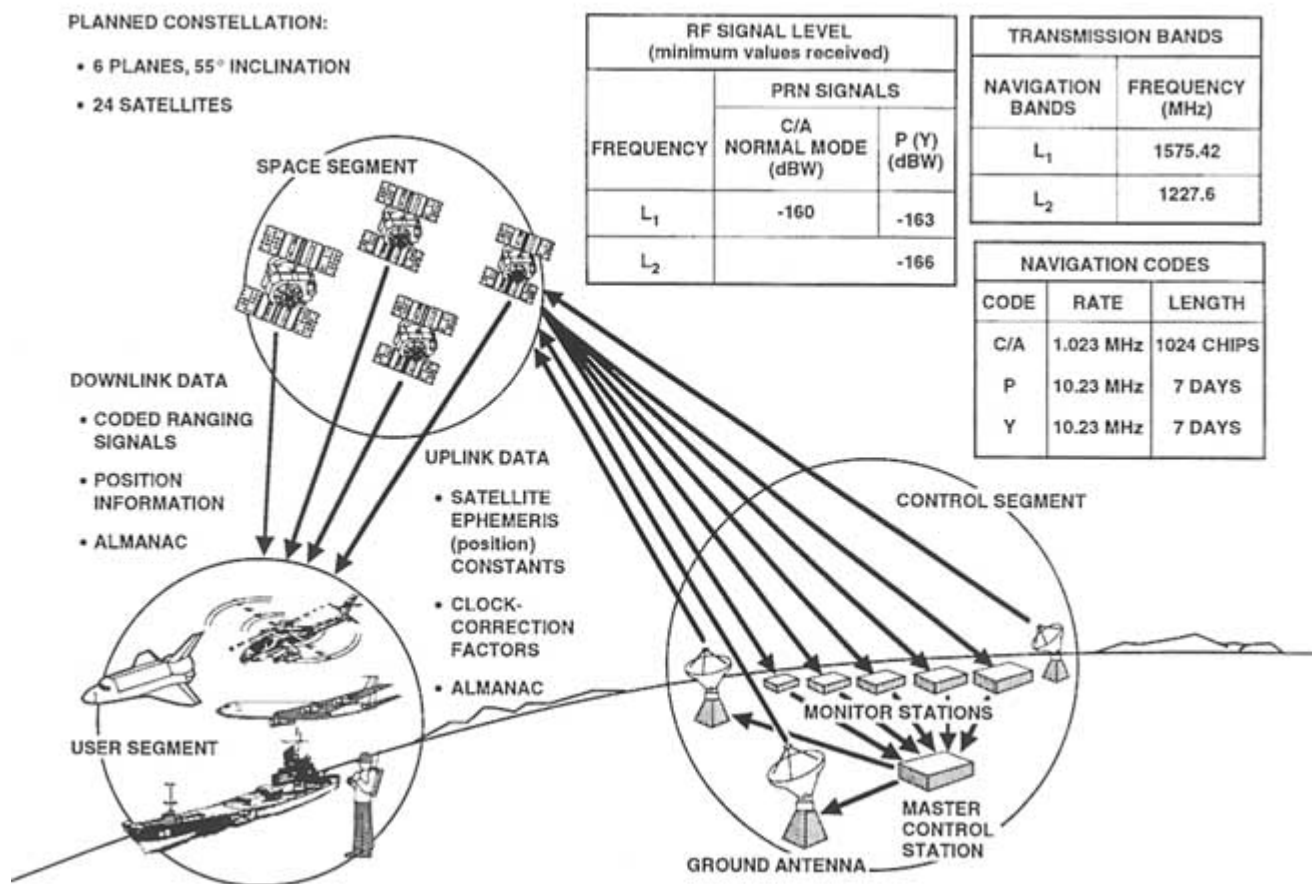 PLANNED CONSTELLATION:
• 6 PLANES, 55° INCLINATION
• 24 SATELLITES
RF SIGNAL LEVEL
(minimum values received)
PRN SIGNALS
FREQUENCY
C/A
NORMAL MODE
(dBW)
P (Y)
(dBW)
L₁ -160 -163
L₂ -166
TRANSMISSION BANDS
NAVIGATION
BANDS
FREQUENCY
(MHz)
L₁ 1575.42
L₂ 1227.6
NAVIGATION CODES
CODE RATE LENGTH
C/A 1.023 MHz 1024 CHIPS
P 10.23 MHz 7 DAYS
Y 10.23 MHz 7 DAYS
SPACE SEGMENT
DOWNLINK DATA
• CODED RANGING
SIGNALS
• POSITION
INFORMATION
• ALMANAC
UPLINK DATA
• SATELLITE
EPHEMERIS
(position)
CONSTANTS
• CLOCK-
CORRECTION
FACTORS
• ALMANAC
CONTROL SEGMENT
MONITOR STATIONS
MASTER
CONTROL
STATION
GROUND ANTENNA
USER SEGMENT